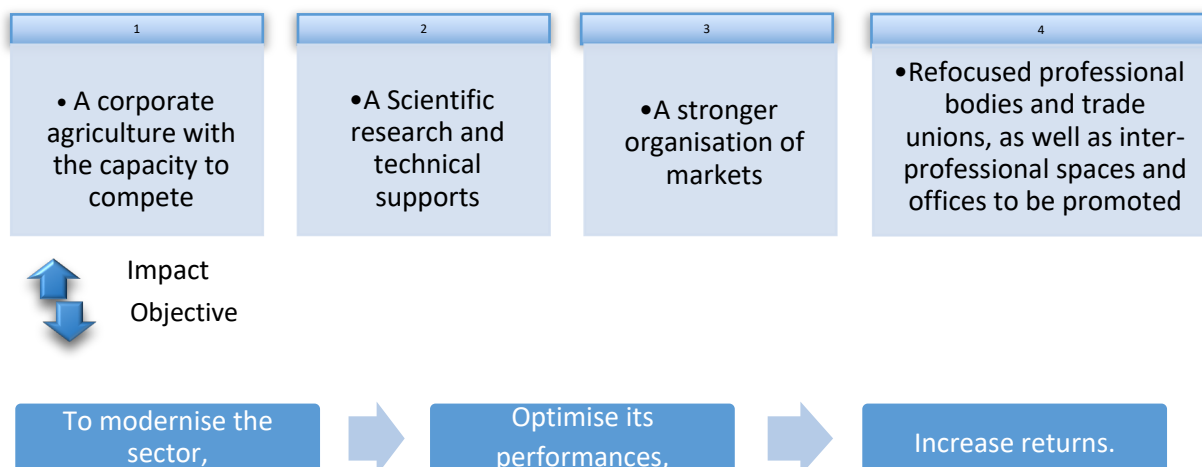 1
• A corporate
agriculture with
the capacity to
compete
2
•A Scientific
research and
technical
supports
3
•A stronger
organisation of
markets
4
•Refocused professional
bodies and trade
unions, as well as inter-
professional spaces and
offices to be promoted
Impact
Objective
To modernise the
sector,
Optimise its
performances,
Increase returns.